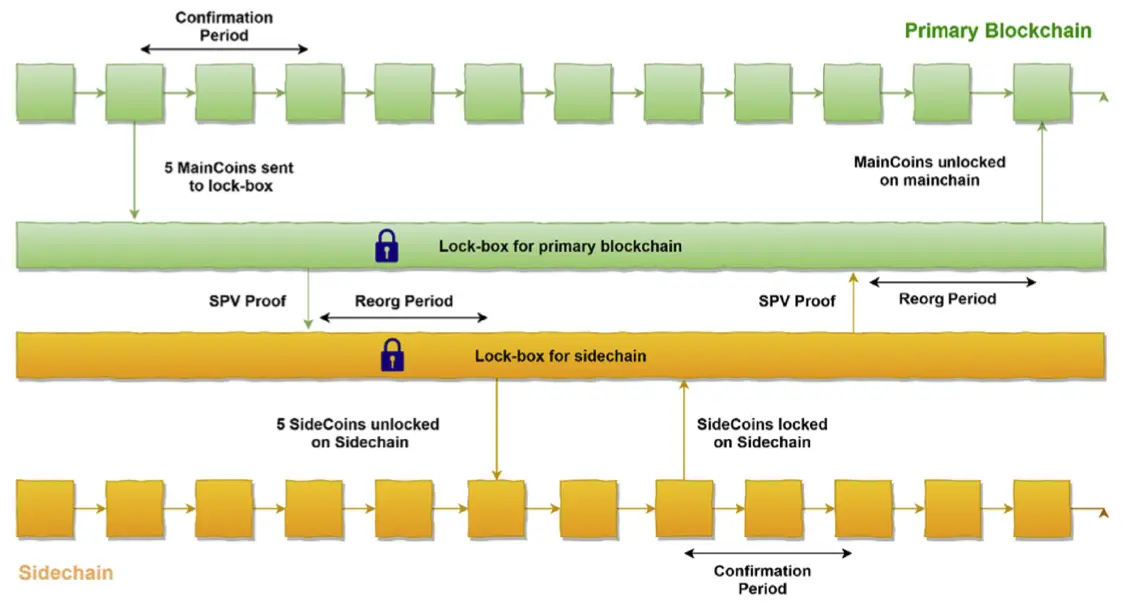 Confirmation
Period
Primary Blockchain
5 MainCoins sent
to lock-box
MainCoins unlocked
on mainchain
Lock-box for primary blockchain
SPV Proof
Reorg Period
SPV Proof
Reorg Period
Lock-box for sidechain
5 SideCoins unlocked
on Sidechain
SideCoins locked
on Sidechain
Sidechain
Confirmation
Period